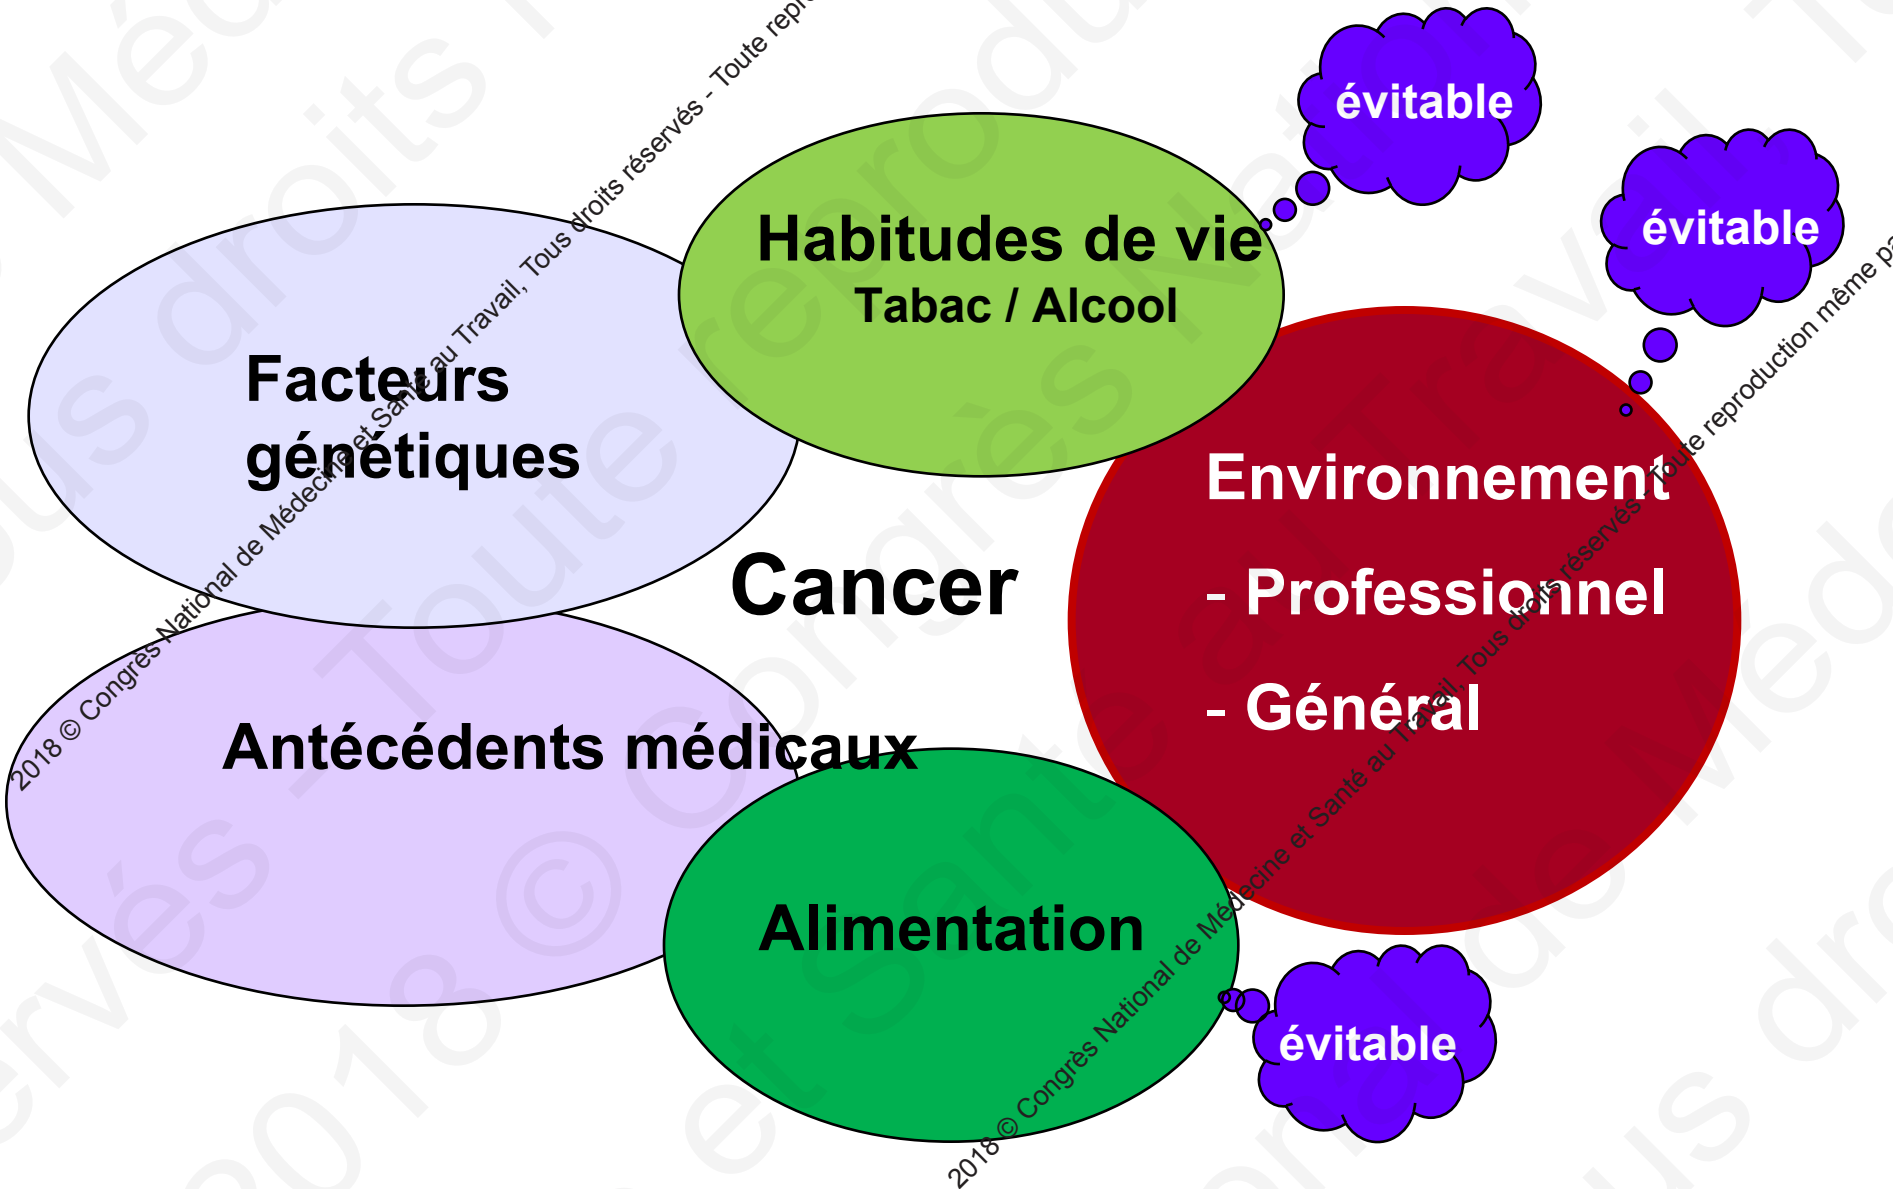 évitable
évitable
Habitudes de vie
Tabac / Alcool
Facteurs
génétiques
Environnement
- Professionnel
- Général
Cancer
Antécédents médicaux
Alimentation
évitable
2018 © Congrès National de Médecine et Santé au Travail, Tous droits réservés - Toute
2018 © Congrès National de Médecine et Santé au Travail, Tous droits réservés - Toute reproduction même